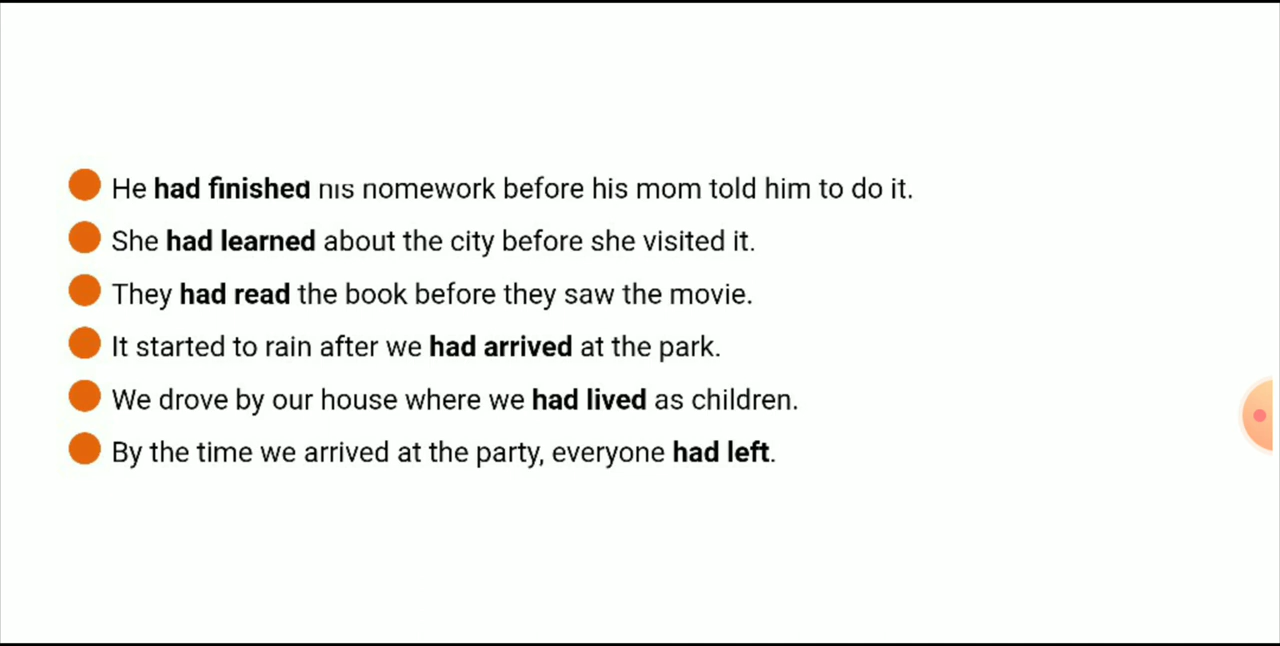 He had finished his homework before his mom told him to do it.
She had learned about the city before she visited it.
They had read the book before they saw the movie.
It started to rain after we had arrived at the park.
We drove by our house where we had lived as children.
By the time we arrived at the party, everyone had left.